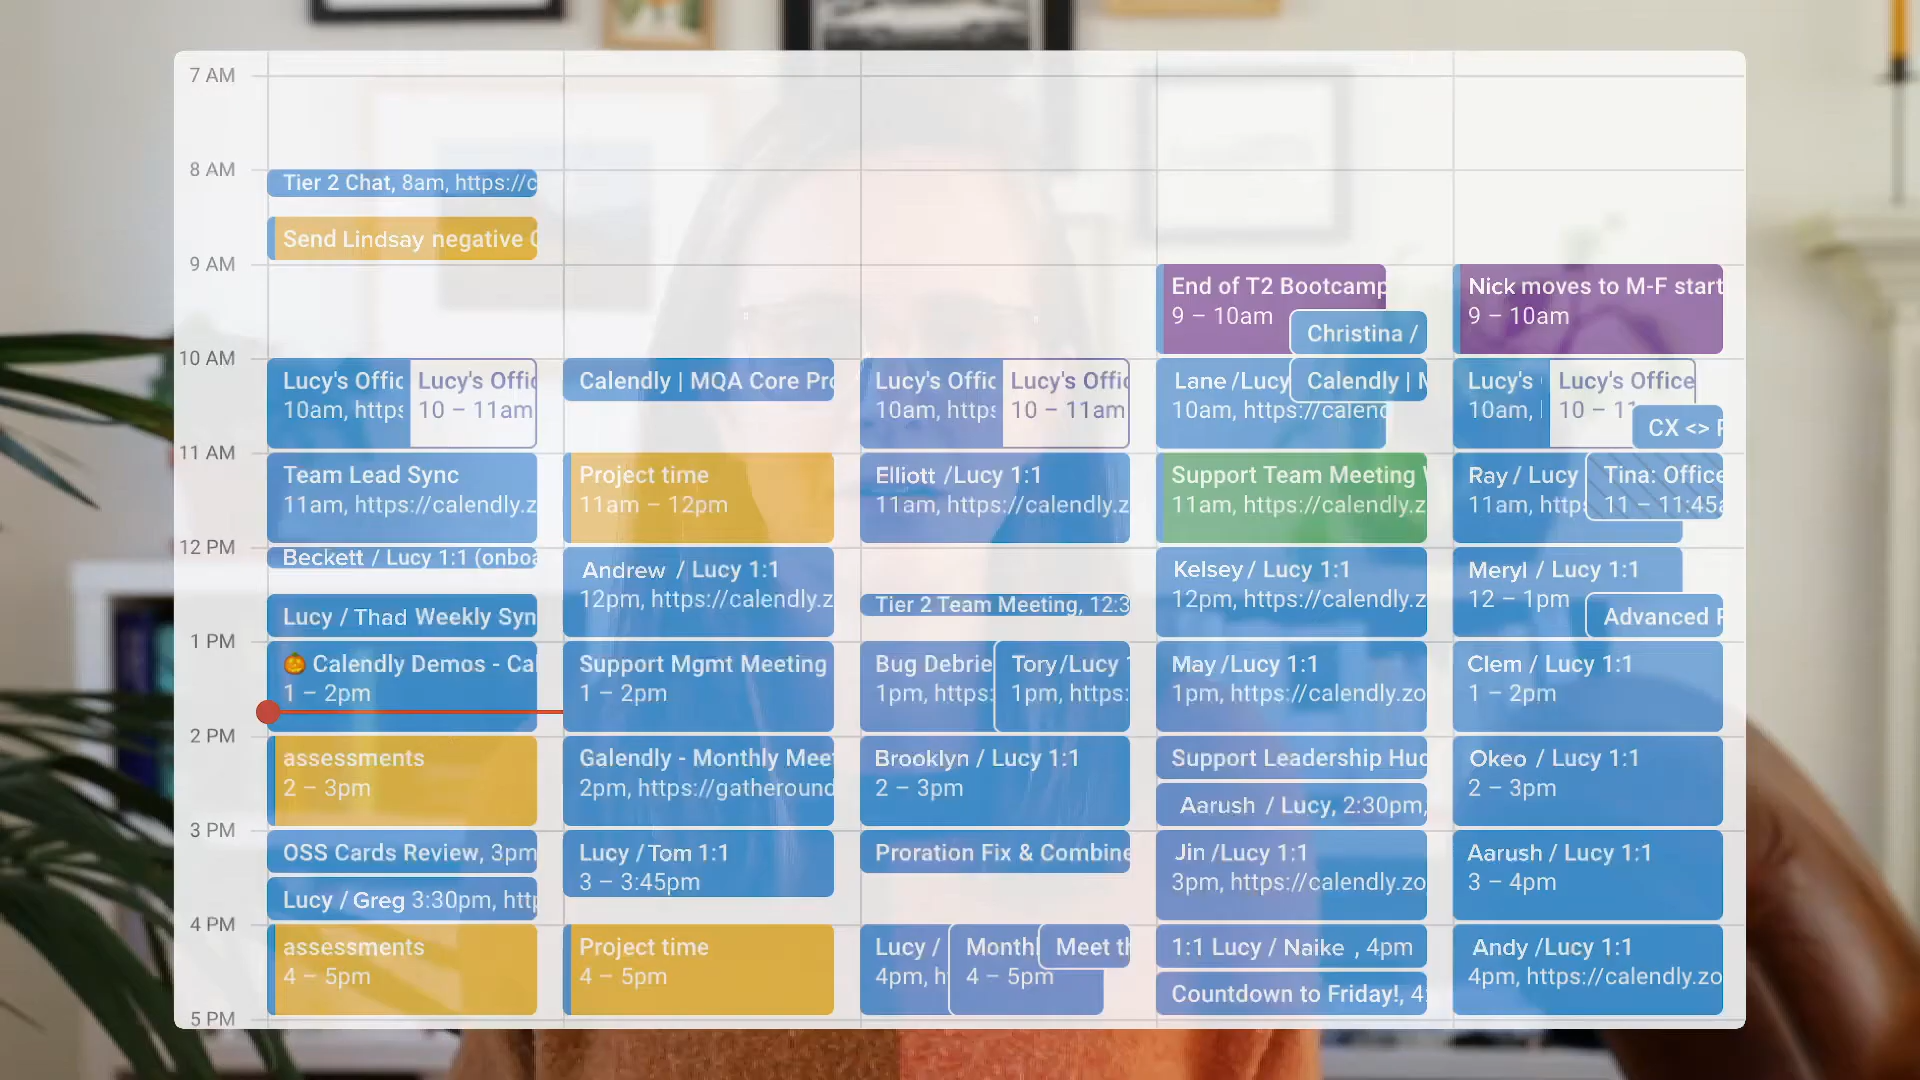 7 AM
8 AM
9 AM
10 AM
11 AM
12 PM
1 PM
2 PM
3 PM
4 PM
5 PM
Tier 2 Chat, 8am, https://c
Send Lindsay negative
Lucy's Offic
10am, https
Lucy's Offic
10 – 11am
Team Lead Sync
11am, https://calendly.z
Beckett / Lucy 1:1 (onboa
Lucy / Thad Weekly Syn
🎃 Calendly Demos - Cal
1 – 2pm
assessments
2 – 3pm
OSS Cards Review, 3pm
Lucy / Greg 3:30pm, http
assessments
4 – 5pm
Calendly | MQA Core Pro
Project time
11am – 12pm
Andrew / Lucy 1:1
12pm, https://calendly.z
Support Mgmt Meeting
1 – 2pm
Galendly - Monthly Meet
2pm, https://gatheround
Lucy / Tom 1:1
3 – 3:45pm
Project time
4 – 5pm
Lucy's Offic
10am, https
Lucy's Offic
10 – 11am
Elliott /Lucy 1:1
11am, https://calendly.z
Tier 2 Team Meeting, 12:3
Bug Debrie
1pm, https:
Tory/Lucy 1
1pm, https:
Brooklyn / Lucy 1:1
2 – 3pm
Proration Fix & Combine
Lucy /
4pm, h
Monthl
4 – 5pm
Meet th
End of T2 Bootcamp
9 – 10am
Christina /
Lane /Lucy
10am, https://calend
Calendly | M
Support Team Meeting
11am, https://calendly.z
Kelsey / Lucy 1:1
12pm, https://calendly.z
May /Lucy 1:1
1pm, https://calendly.zo
Support Leadership Hud
Aarush / Lucy, 2:30pm,
Jin /Lucy 1:1
3pm, https://calendly.zo
1:1 Lucy / Naike , 4pm
Countdown to Friday!, 4:
Nick moves to M-F start
9 – 10am
Lucy's
10am,
Lucy's Office
10 – 11
CX <>
Ray / Lucy
11am, http
Tina: Office
11 – 11:45a
Meryl / Lucy 1:1
12 – 1pm
Advanced
Clem / Lucy 1:1
1 – 2pm
Okeo / Lucy 1:1
2 – 3pm
Aarush / Lucy 1:1
3 – 4pm
Andy /Lucy 1:1
4pm, https://calendly.zo